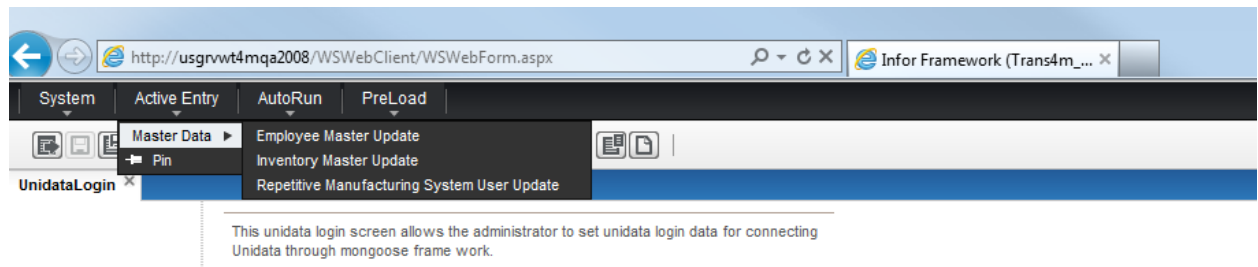 http://usgrvwt4mqa2008/WSWebClient/WSWebForm.aspx
Infor Framework (Trans4m_...
System Active Entry AutoRun PreLoad
Master Data Employee Master Update
Pin Inventory Master Update
UnidataLogin Repetitive Manufacturing System User Update
This unidata login screen allows the administrator to set unidata login data for connecting
Unidata through mongoose frame work.